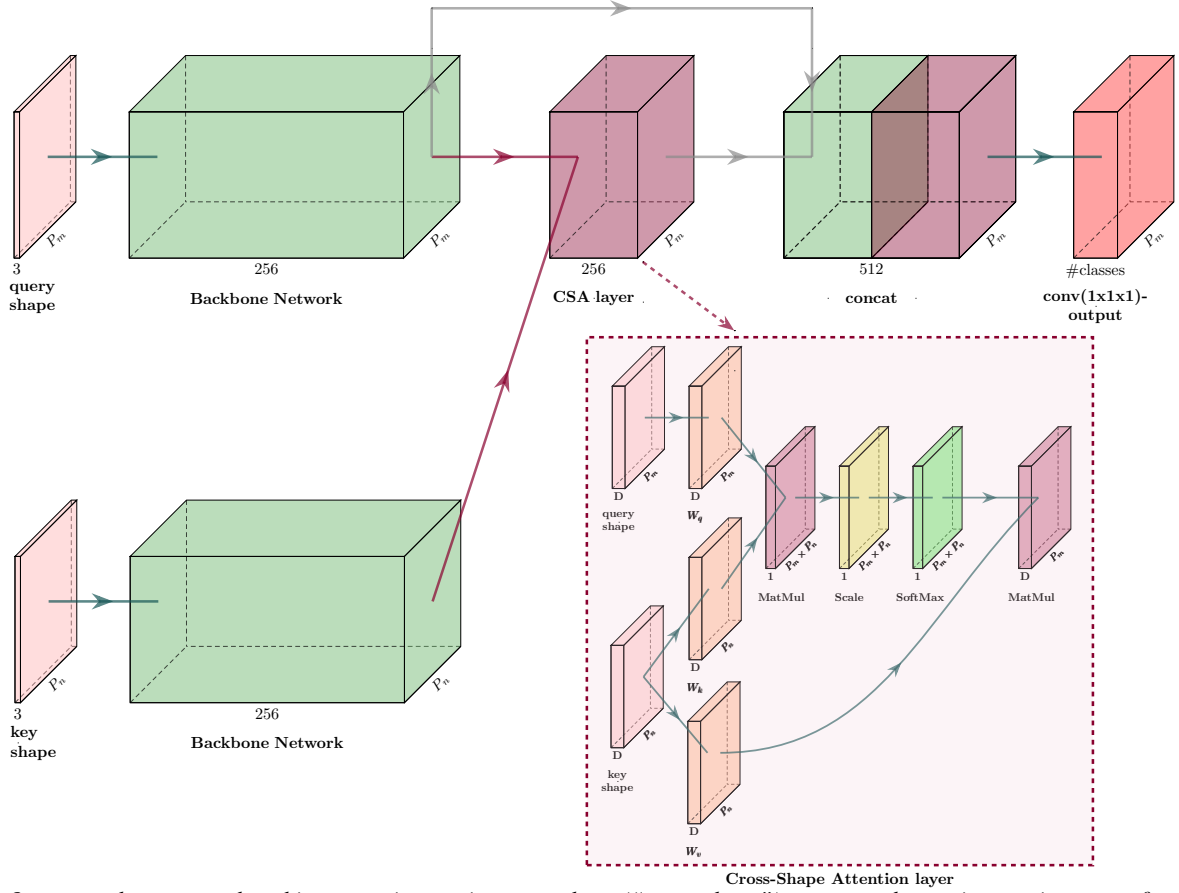 3
query
shape
P_m
256
P_m
Backbone Network
256
P_m
CSA layer
512
P_m
concat
#classes
P_m
conv(1x1x1)-
output
3
key
shape
P_n
256
P_n
Backbone Network
D
P_m
query
shape
D
P_m
W_q
D
P_n
W_k
D
P_n
key
shape
D
P_n
W_v
1
P_m × P_n
MatMul
1
P_m × P_n
Scale
1
P_m × P_n
SoftMax
D
P_m
MatMul
Cross-Shape Attention layer